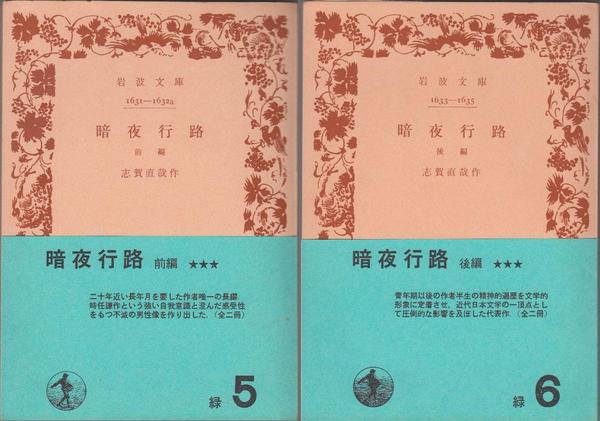 岩波文庫
1631—1632a
暗夜行路
前編
志賀直哉作
暗夜行路 前編 ★★★
二十年近い長年月を要した作者唯一の長編.
時任謙作という強い自我意識と澄んだ感受性
をもつ不滅の男性像を作り出した.（全二冊）
緑 5
岩波文庫
1633—1635
暗夜行路
後編
志賀直哉作
暗夜行路 後編 ★★★
青年期以後の作者半生の精神的遍歴を文学的
形象に定着させ，近代日本文学の一頂点とし
て圧倒的な影響を及ぼした代表作.（全二冊）
緑 6